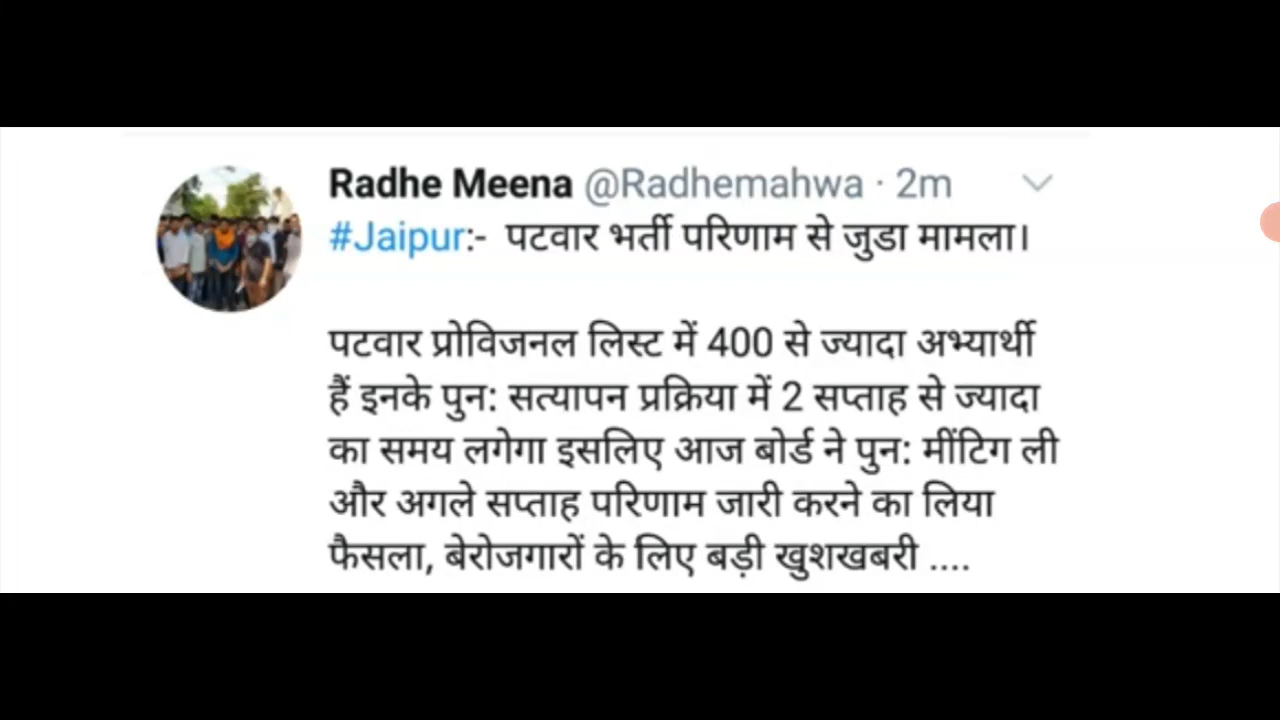 Radhe Meena @Radhemahwa · 2m
#Jaipur:- पटवार भर्ती परिणाम से जुडा मामला।
पटवार प्रोविजनल लिस्ट में 400 से ज्यादा अभ्यार्थी
हैं इनके पुन: सत्यापन प्रक्रिया में 2 सप्ताह से ज्यादा
का समय लगेगा इसलिए आज बोर्ड ने पुन: मींटिग ली
और अगले सप्ताह परिणाम जारी करने का लिया
फैसला, बेरोजगारों के लिए बड़ी खुशखबरी ....